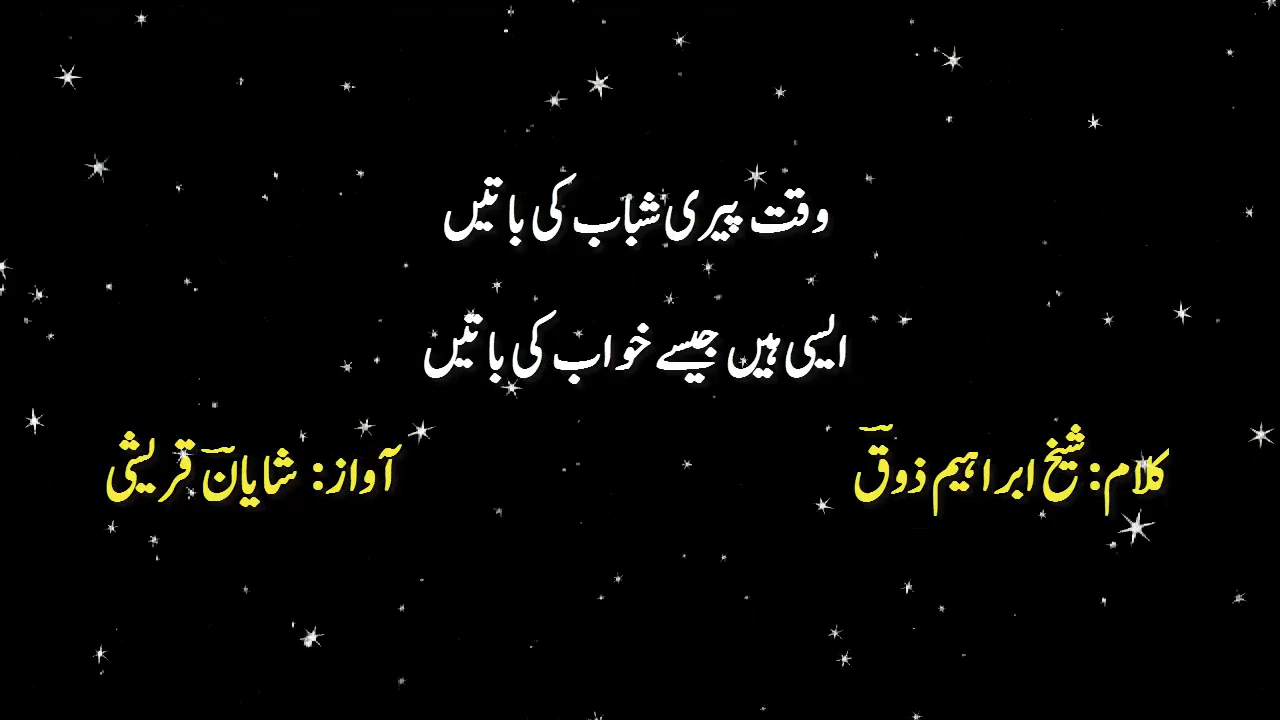 وقت پیری شباب کی باتیں
ایسی ہیں جیسے خواب کی باتیں
کلام: شیخ ابراہیم ذوقؔ
آواز: شایانؔ قریشی